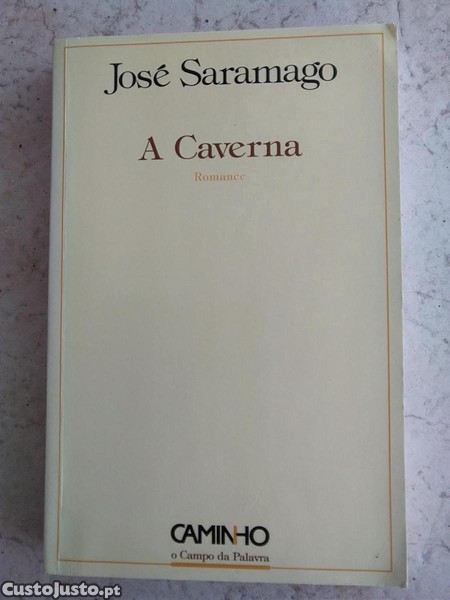 José Saramago
A Caverna
Romance
CAMINHO
o Campo da Palavra
CustoJusto.pt